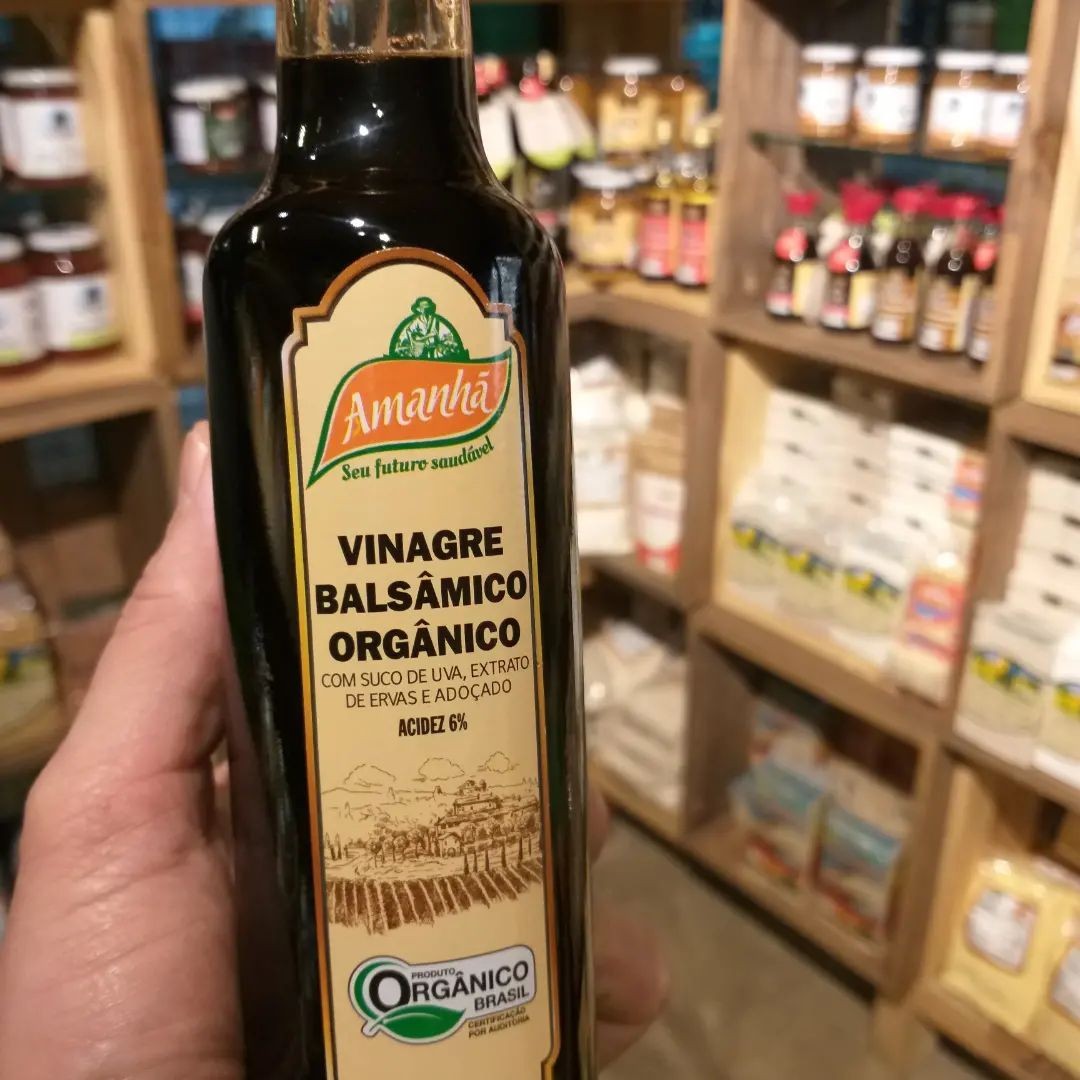 Amanhã
Seu futuro saudável
VINAGRE
BALSÂMICO
ORGÂNICO
COM SUCO DE UVA, EXTRATO
DE ERVAS E ADOÇADO
ACIDEZ 6%
PRODUTO
ORGÂNICO
BRASIL
CERTIFICAÇÃO
POR AUDITORIA